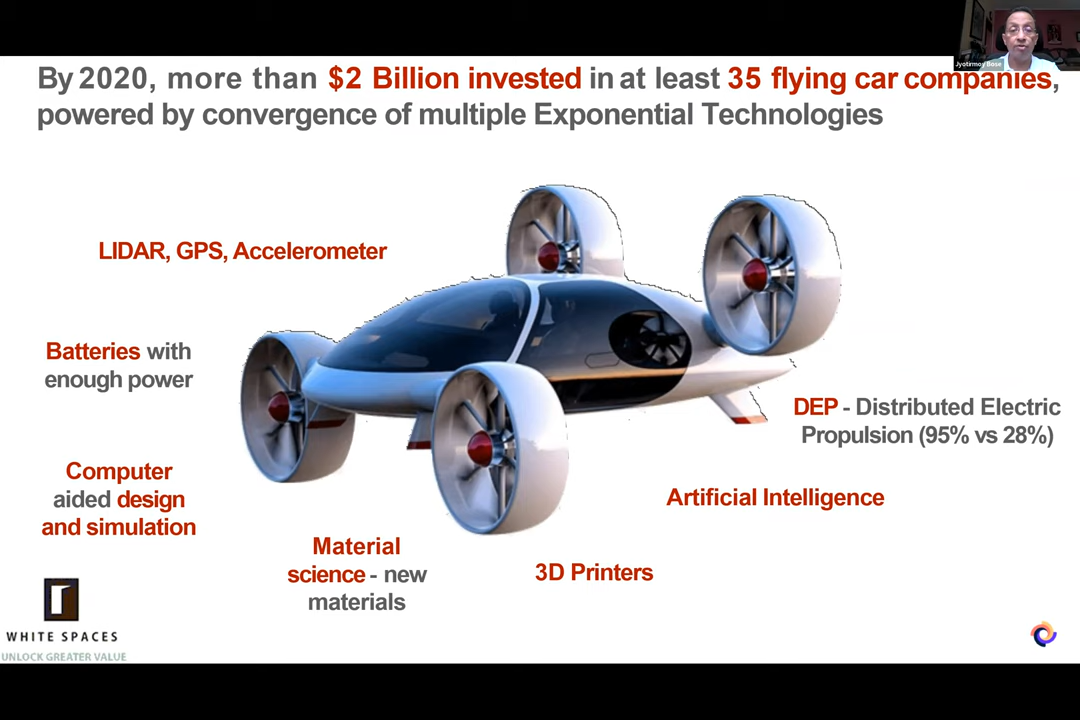 Jyotirmoy Bose
By 2020, more than $2 Billion invested in at least 35 flying car companies,
powered by convergence of multiple Exponential Technologies
LIDAR, GPS, Accelerometer
Batteries with
enough power
DEP - Distributed Electric
Propulsion (95% vs 28%)
Computer
aided design
and simulation
Artificial Intelligence
Material
science - new
materials
3D Printers
WHITE SPACES
UNLOCK GREATER VALUE